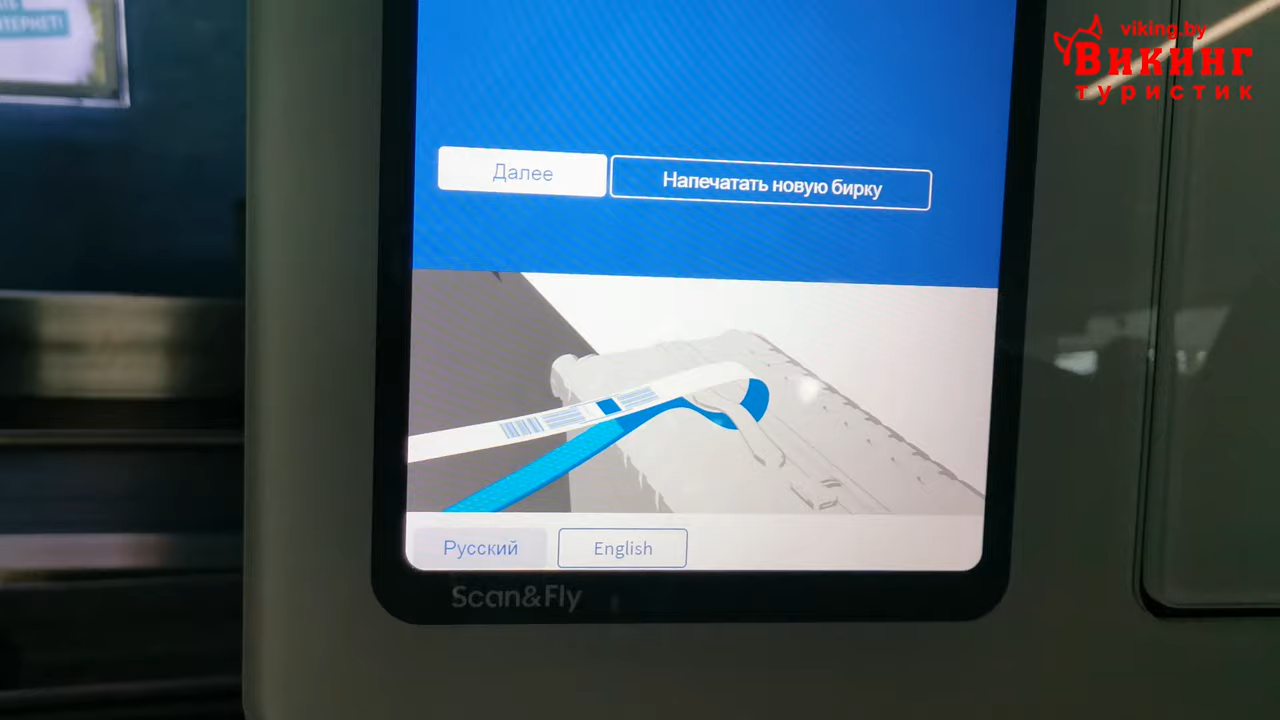 viking.by
Викинг
туристик
Далее
Напечатать новую бирку
Русский
English
Scan&Fly